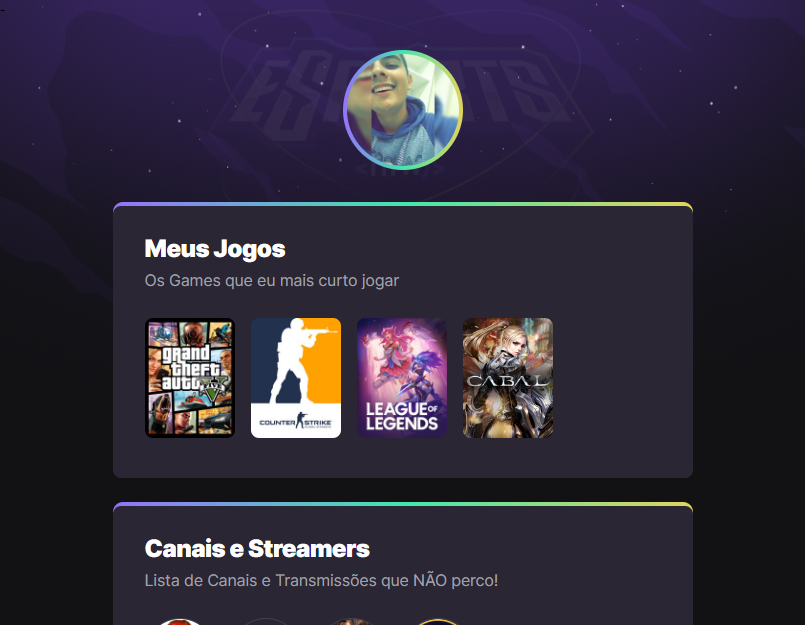 ESPORTS
Meus Jogos
Os Games que eu mais curto jogar
grand
theft
auto
V
COUNTER STRIKE
LEAGUE OF
LEGENDS
CABAL
Canais e Streamers
Lista de Canais e Transmissões que NÃO perco!